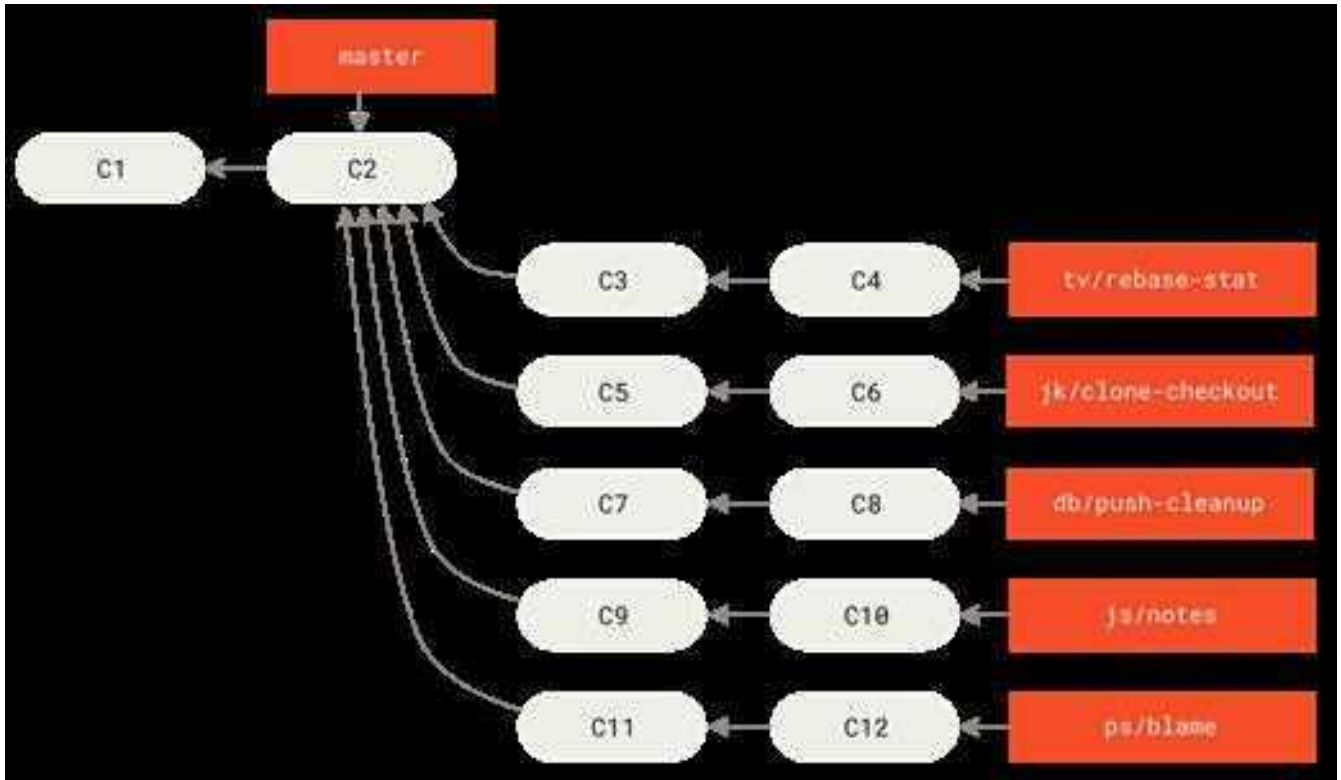 master
C1
C2
C3
C4
tv/rebase-stat
C5
C6
jk/clone-checkout
C7
C8
db/push-cleanup
C9
C10
js/notes
C11
C12
ps/blame